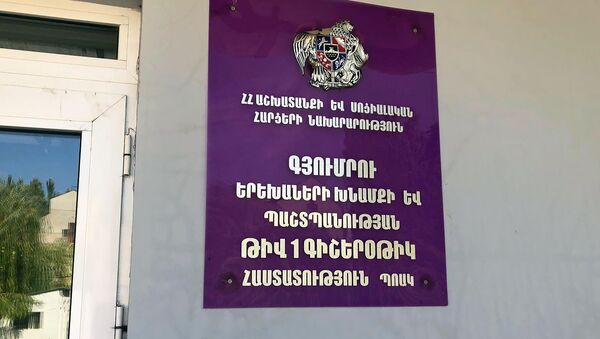 ՀՀ ԱՇԽԱՏԱՆՔԻ ԵՎ ՍՈՑԻԱԼԱԿԱՆ
ՀԱՐՑԵՐԻ ՆԱԽԱՐԱՐՈՒԹՅՈՒՆ
ԳՅՈՒՄՐՈՒ
ԵՐԵԽԱՆԵՐԻ ԽՆԱՄՔԻ ԵՎ
ՊԱՇՏՊԱՆՈՒԹՅԱՆ
ԹԻՎ 1 ԳԻՇԵՐՕԹԻԿ
ՀԱՍՏԱՏՈՒԹՅՈՒՆ ՊՈԱԿ